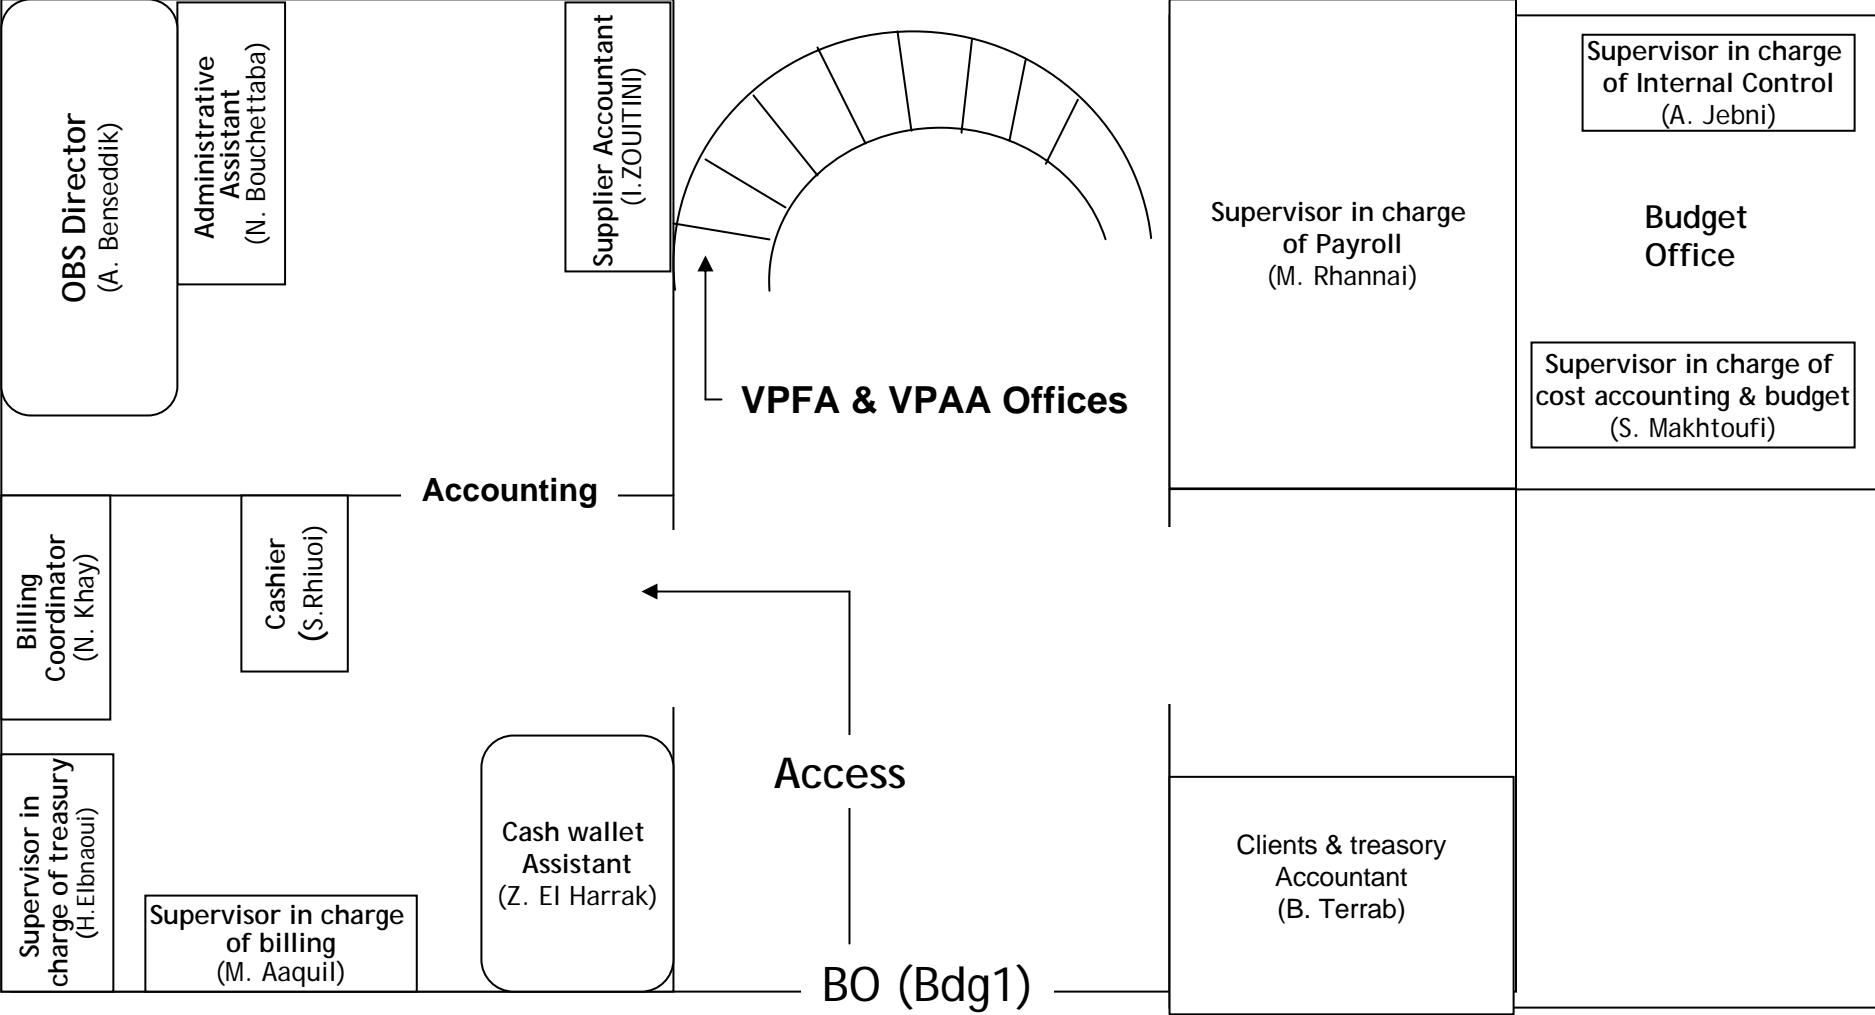 OBS Director
(A. Benseddik)
Administrative
Assistant
(N. Bouchettaba)
Supplier Accountant
(I.ZOUITINI)
Supervisor in charge
of Payroll
(M. Rhannai)
Supervisor in charge
of Internal Control
(A. Jebni)
Budget
Office
Supervisor in charge of
cost accounting & budget
(S. Makhtoufi)
VPFA & VPAA Offices
Accounting
Billing
Coordinator
(N. Khay)
Cashier
(S.Rhiuoi)
Access
Supervisor in
charge of treasury
(H.Elbnaoui)
Supervisor in charge
of billing
(M. Aaquil)
Cash wallet
Assistant
(Z. El Harrak)
Clients & treasory
Accountant
(B. Terrab)
BO (Bdg1)